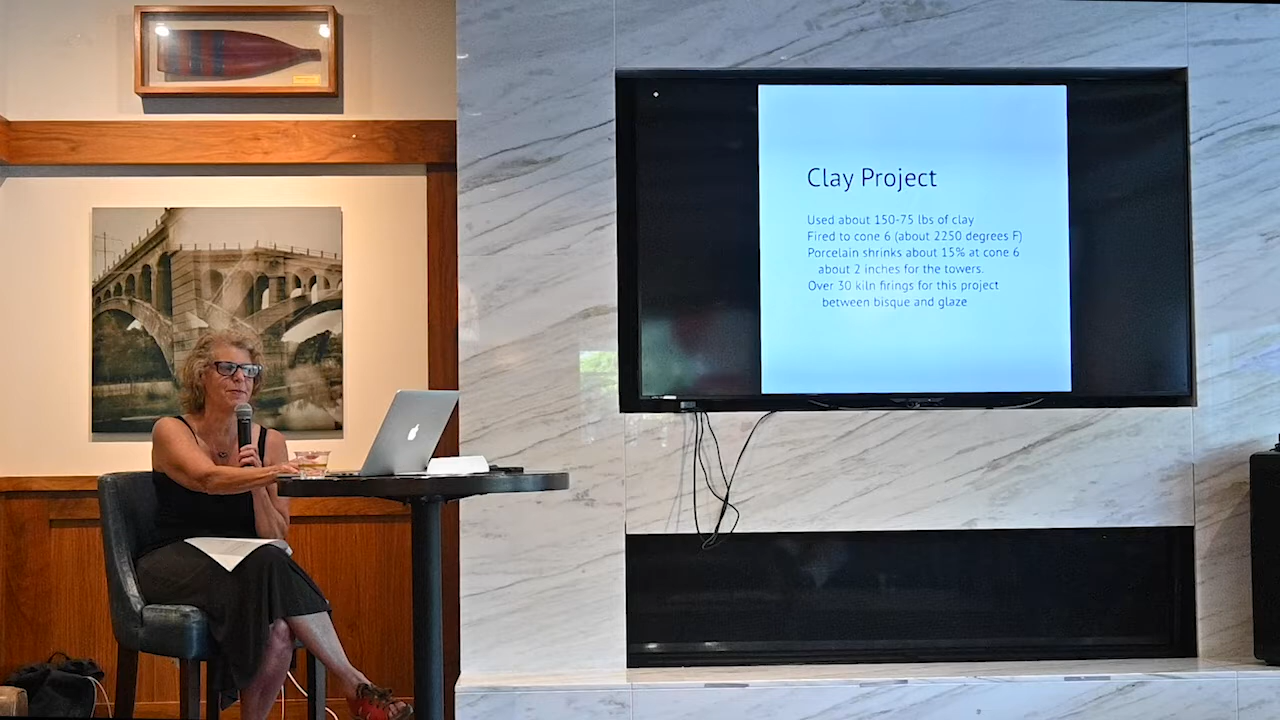 Clay Project
Used about 150-75 lbs of clay
Fired to cone 6 (about 2250 degrees F)
Porcelain shrinks about 15% at cone 6
about 2 inches for the towers.
Over 30 kiln firings for this project
between bisque and glaze